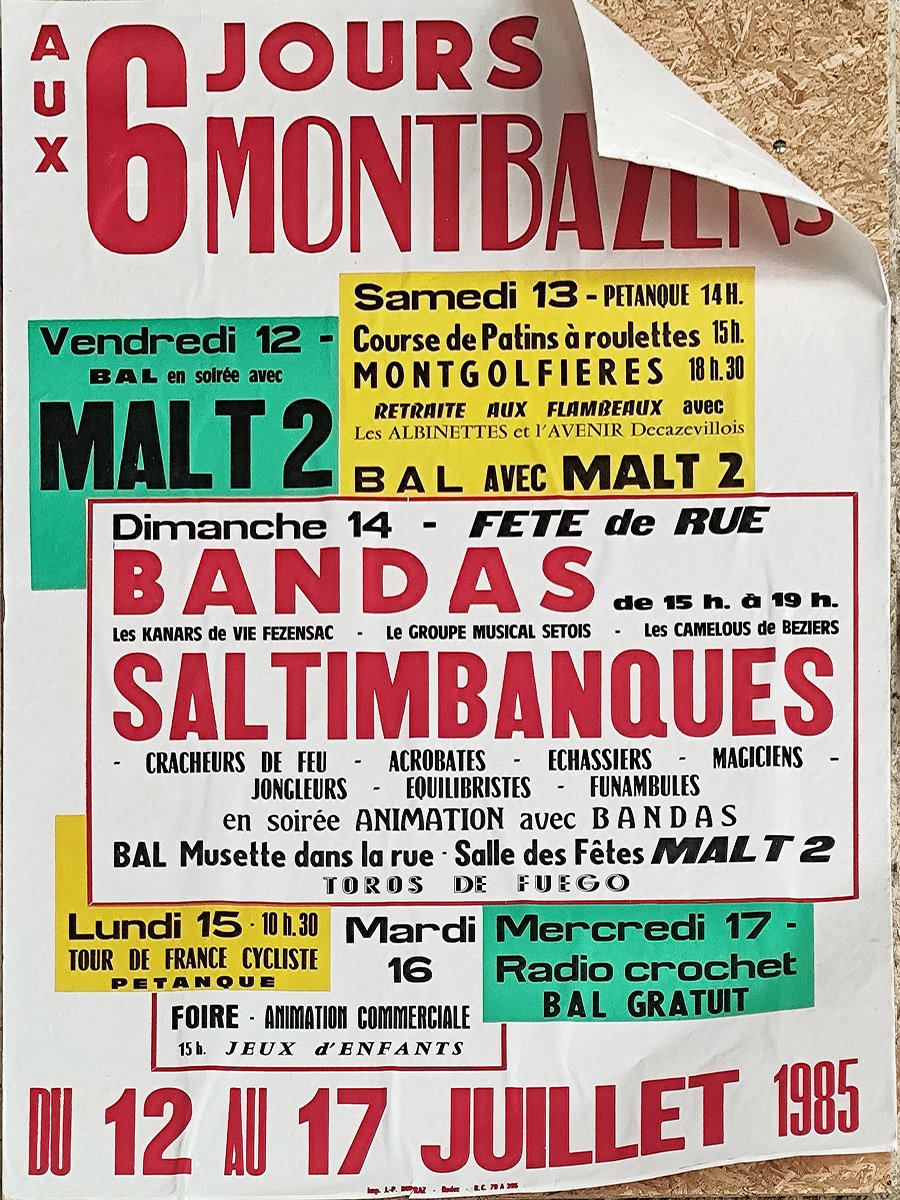 AUX 6 JOURS
MONTBAZENS
Vendredi 12 -
BAL en soirée avec
MALT 2
Samedi 13 - PETANQUE 14 H.
Course de Patins à roulettes 15 h.
MONTGOLFIERES 18 h. 30
RETRAITE AUX FLAMBEAUX avec
Les ALBINETTES et l'AVENIR Decazevillois
BAL AVEC MALT 2
Dimanche 14 - FETE de RUE
BANDAS de 15 h. à 19 h.
Les KANARS de VIE FEZENSAC - Le GROUPE MUSICAL SETOIS - Les CAMELOUS de BEZIERS
SALTIMBANQUES
- CRACHEURS DE FEU - ACROBATES - ECHASSIERS - MAGICIENS -
JONGLEURS - EQUILIBRISTES - FUNAMBULES
en soirée ANIMATION avec BANDAS
BAL Musette dans la rue - Salle des Fêtes MALT 2
TOROS DE FUEGO
Lundi 15 - 10 h. 30
TOUR DE FRANCE CYCLISTE
PETANQUE
Mardi
16
FOIRE - ANIMATION COMMERCIALE
15 h. JEUX d'ENFANTS
Mercredi 17 -
Radio crochet
BAL GRATUIT
DU 12 AU 17 JUILLET 1985
Imp. J.-P. - Rodez - R.C. 70 A 395